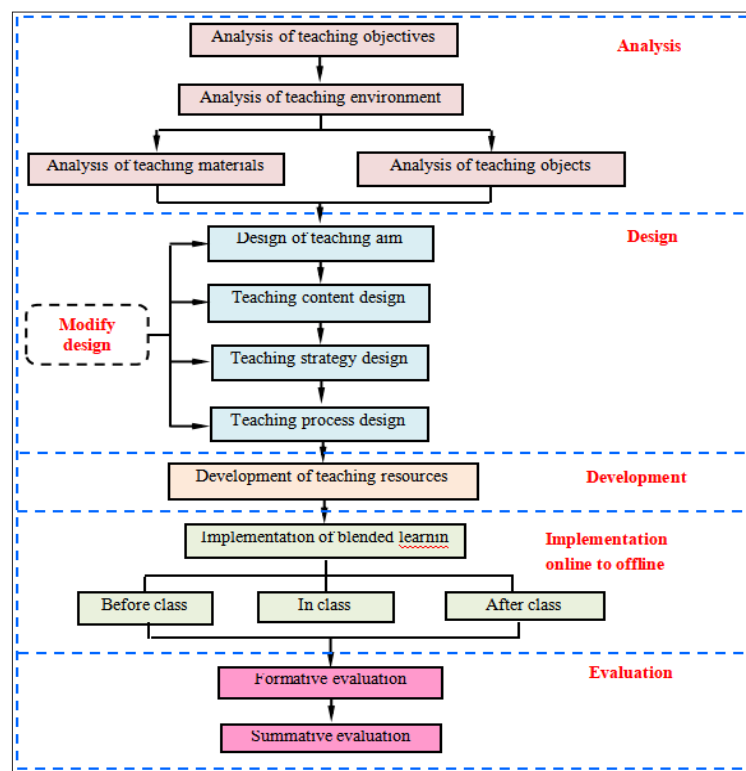 Analysis of teaching objectives
Analysis
Analysis of teaching environment
Analysis of teaching materials
Analysis of teaching objects
Design of teaching aim
Design
Teaching content design
Modify
design
Teaching strategy design
Teaching process design
Development of teaching resources
Development
Implementation of blended learnin
Implementation
online to offline
Before class
In class
After class
Evaluation
Formative evaluation
Summative evaluation